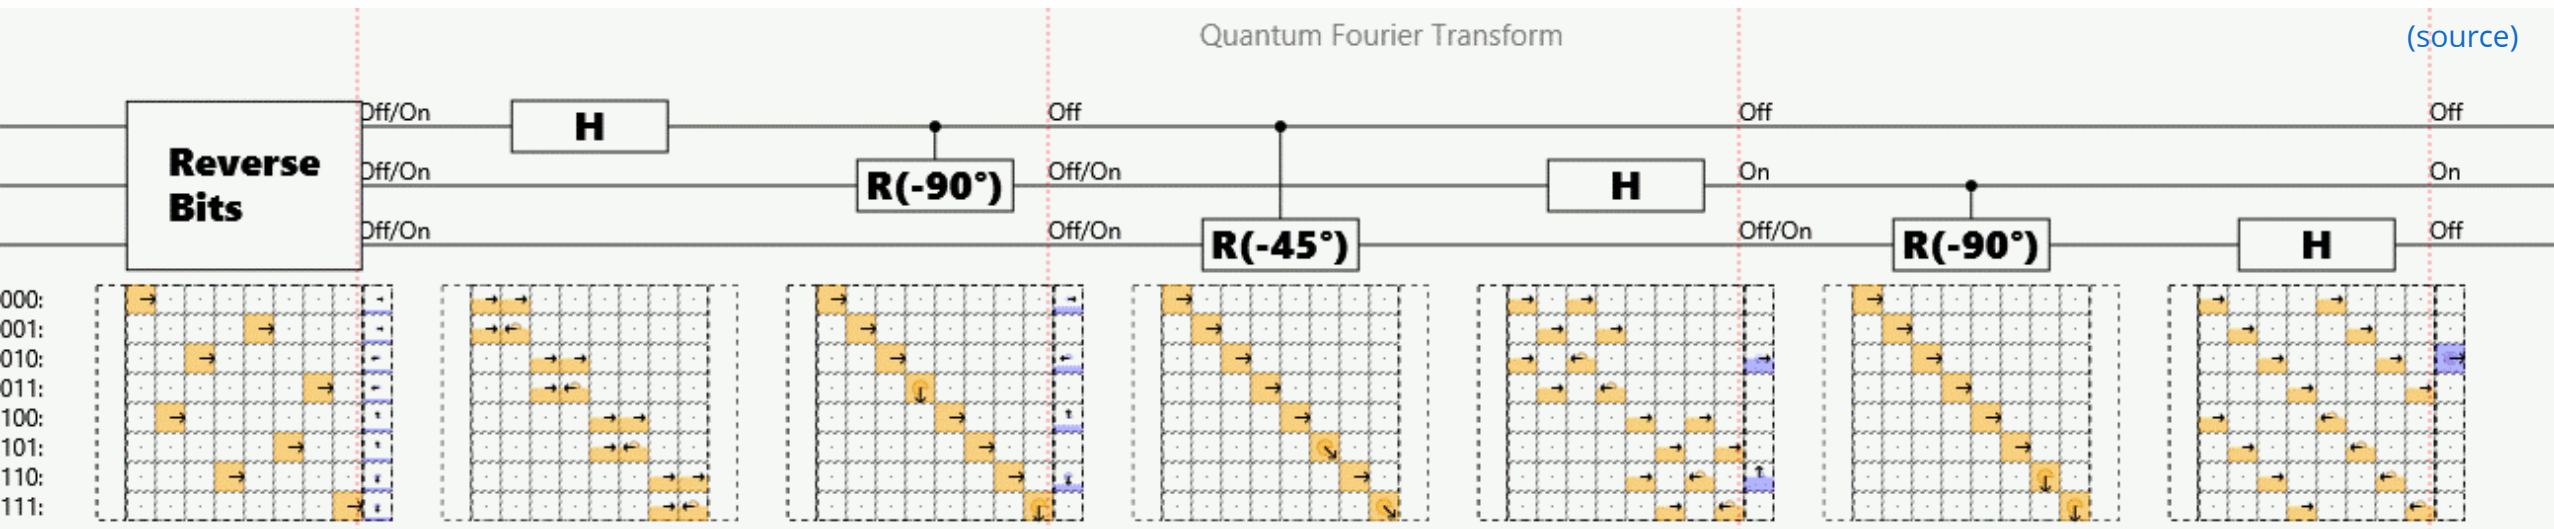 Quantum Fourier Transform
(source)
Off/On
H
Off
Off
Off
Reverse
Bits
Off/On
R(-90°)
Off/On
H
On
On
Off/On
Off/On
R(-45°)
Off/On
R(-90°)
H
Off
000:
001:
010:
011:
100:
101:
110:
111: